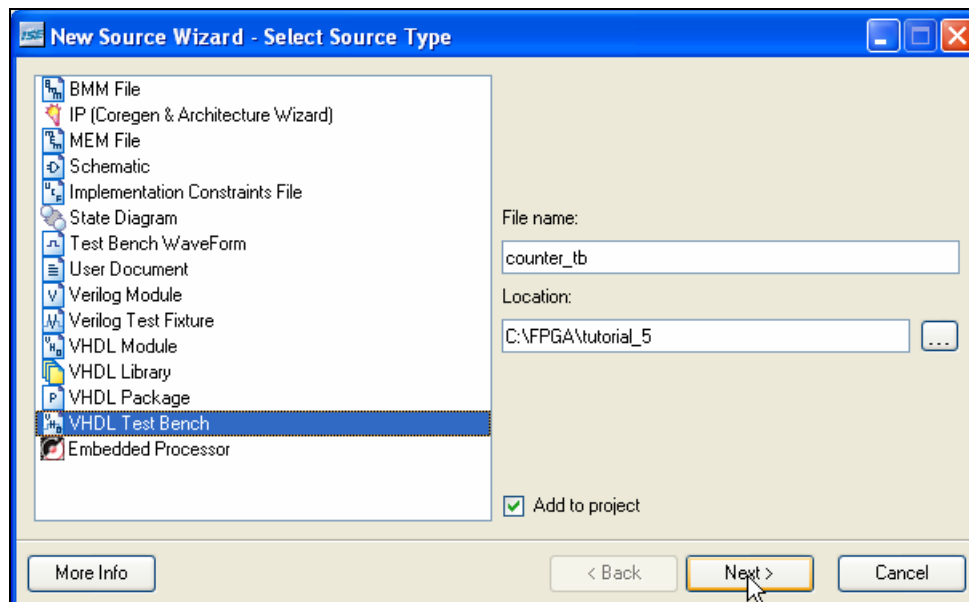 ISE New Source Wizard - Select Source Type
BMM File
IP (Coregen & Architecture Wizard)
MEM File
Schematic
Implementation Constraints File
State Diagram
Test Bench WaveForm
User Document
Verilog Module
Verilog Test Fixture
VHDL Module
VHDL Library
VHDL Package
VHDL Test Bench
Embedded Processor
File name:
counter_tb
Location:
C:\FPGA\tutorial_5
...
Add to project
More Info
< Back
Next >
Cancel